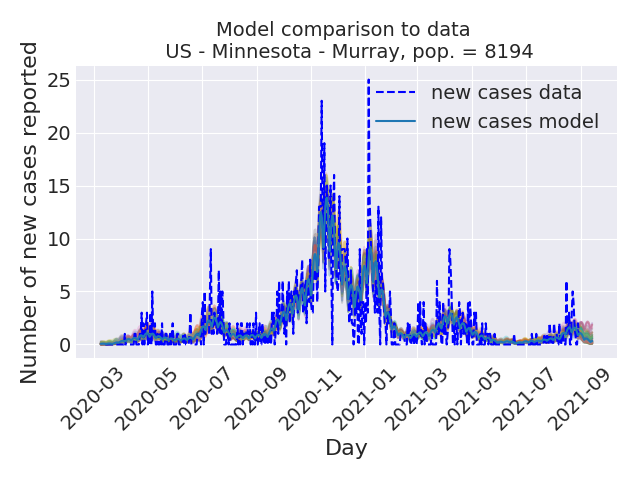 Model comparison to data
US - Minnesota - Murray, pop. = 8194
Number of new cases reported
25
20
15
10
5
0
new cases data
new cases model
2020-03
2020-05
2020-07
2020-09
2020-11
2021-01
2021-03
2021-05
2021-07
2021-09
Day